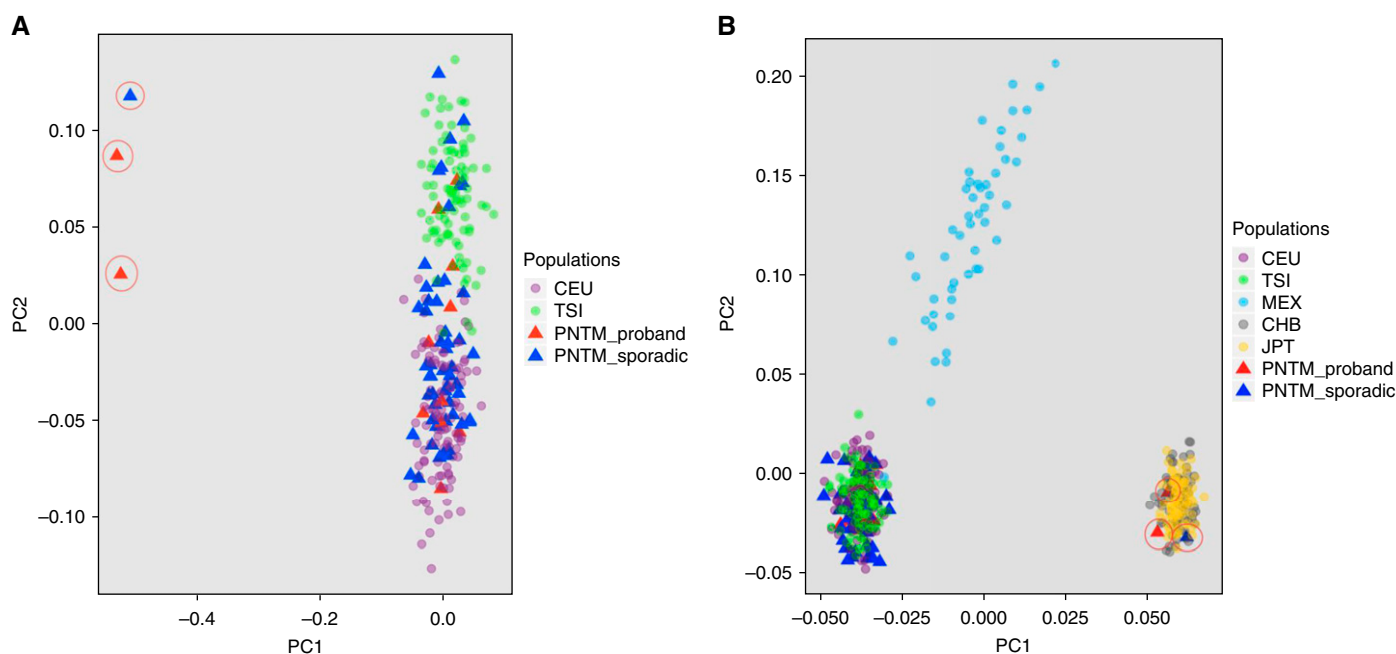 A
0.10
0.05
0.00
−0.05
−0.10
PC2
−0.4
−0.2
0.0
PC1
Populations
CEU
TSI
PNTM_proband
PNTM_sporadic
B
0.20
0.15
0.10
0.05
0.00
−0.05
PC2
−0.050
−0.025
0.000
0.025
0.050
PC1
Populations
CEU
TSI
MEX
CHB
JPT
PNTM_proband
PNTM_sporadic